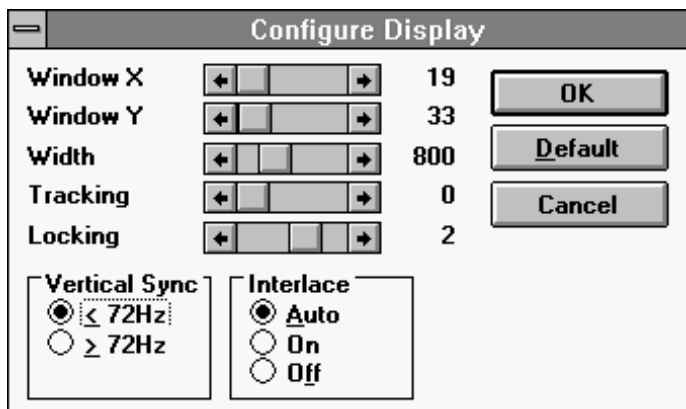 Configure Display
Window X 19
Window Y 33
Width 800
Tracking 0
Locking 2
OK
Default
Cancel
Vertical Sync
< 72Hz
> 72Hz
Interlace
Auto
On
Off